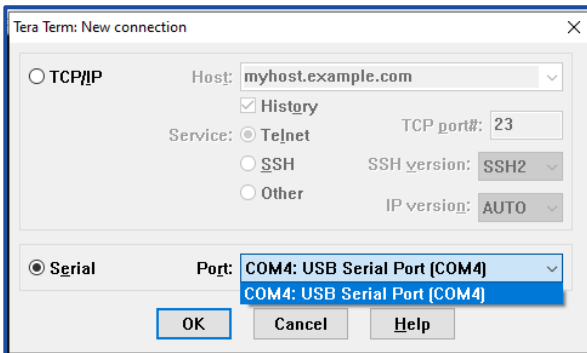 Tera Term: New connection
TCP/IP Host: myhost.example.com
History
Service: Telnet TCP port#: 23
SSH SSH version: SSH2
Other
IP version: AUTO
Serial Port: COM4: USB Serial Port (COM4)
COM4: USB Serial Port (COM4)
OK Cancel Help